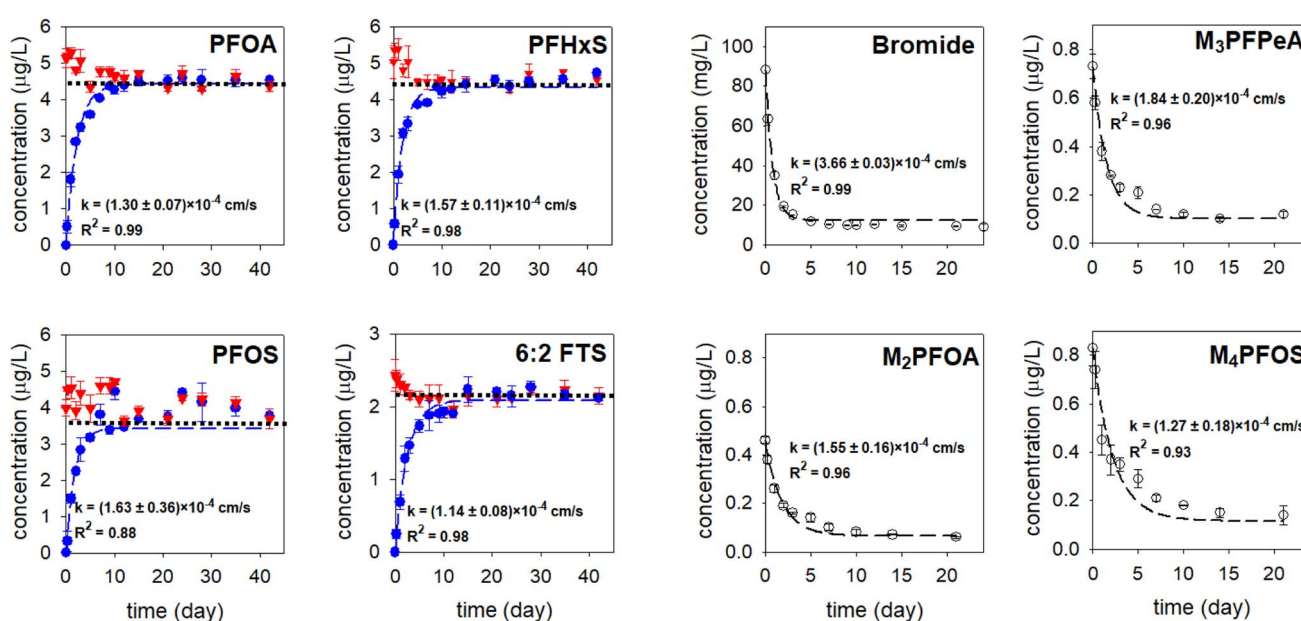 PFOA
concentration (µg/L)
6
5
4
3
2
1
0
k = (1.30 ± 0.07)×10⁻⁴ cm/s
R² = 0.99
0 10 20 30 40
PFHxS
6
5
4
3
2
1
0
k = (1.57 ± 0.11)×10⁻⁴ cm/s
R² = 0.98
0 10 20 30 40
Bromide
concentration (mg/L)
100
80
60
40
20
0
k = (3.66 ± 0.03)×10⁻⁴ cm/s
R² = 0.99
0 5 10 15 20
M₃PFPeA
concentration (µg/L)
0.8
0.6
0.4
0.2
0.0
k = (1.84 ± 0.20)×10⁻⁴ cm/s
R² = 0.96
0 5 10 15 20
PFOS
concentration (µg/L)
6
5
4
3
2
1
0
k = (1.63 ± 0.36)×10⁻⁴ cm/s
R² = 0.88
0 10 20 30 40
time (day)
6:2 FTS
3
2
1
0
k = (1.14 ± 0.08)×10⁻⁴ cm/s
R² = 0.98
0 10 20 30 40
time (day)
M₂PFOA
concentration (µg/L)
0.8
0.6
0.4
0.2
0.0
k = (1.55 ± 0.16)×10⁻⁴ cm/s
R² = 0.96
0 5 10 15 20
time (day)
M₄PFOS
concentration (µg/L)
0.8
0.6
0.4
0.2
0.0
k = (1.27 ± 0.18)×10⁻⁴ cm/s
R² = 0.93
0 5 10 15 20
time (day)